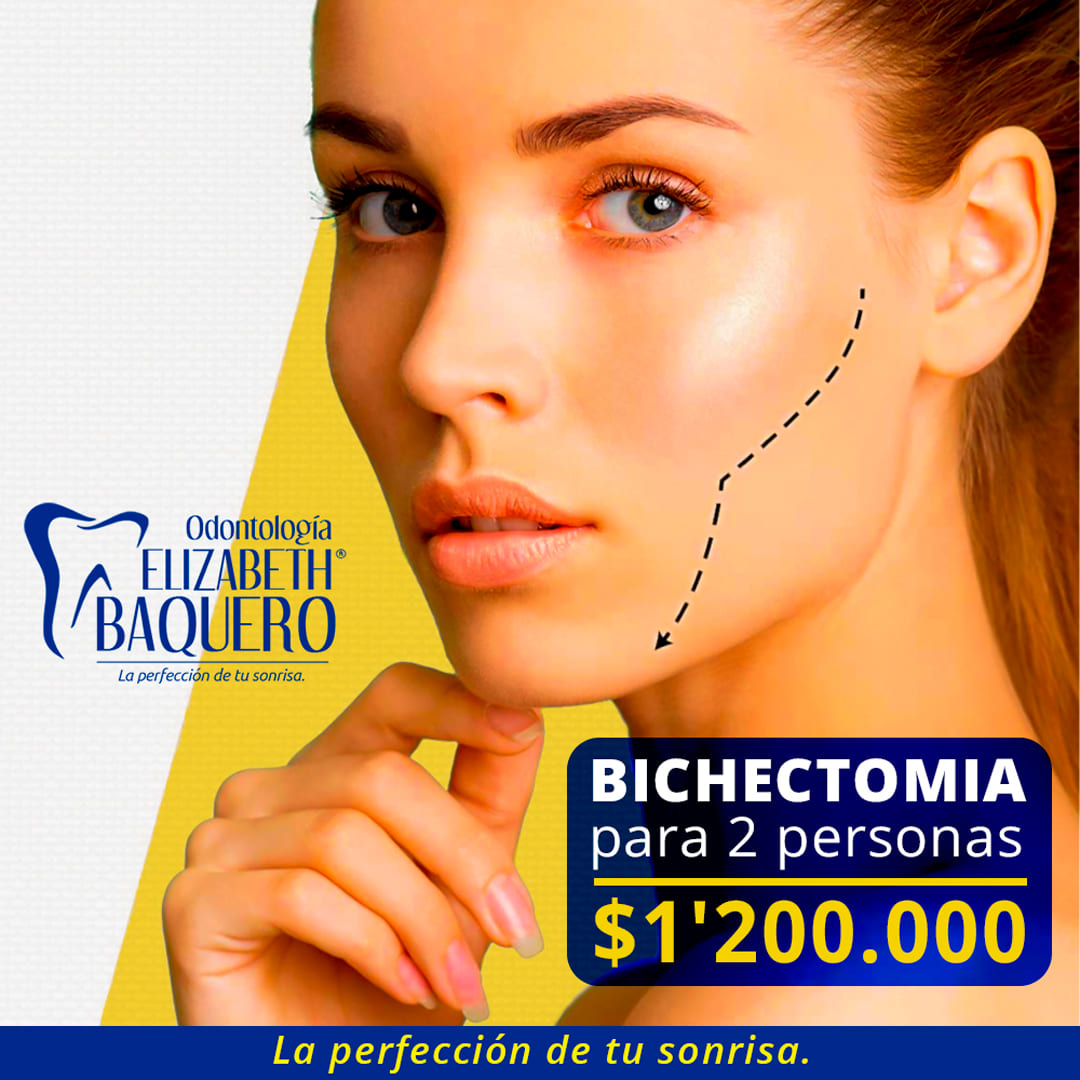 Odontología
ELIZABETH®
BAQUERO
La perfección de tu sonrisa.
BICHECTOMIA
para 2 personas
$1'200.000
La perfección de tu sonrisa.